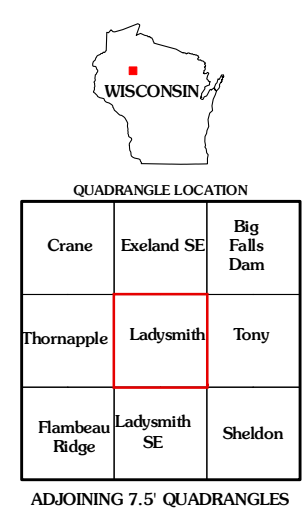 WISCONSIN
QUADRANGLE LOCATION
Crane
Exeland SE
Big
Falls
Dam
Thornapple
Ladysmith
Tony
Flambeau
Ridge
Ladysmith
SE
Sheldon
ADJOINING 7.5' QUADRANGLES